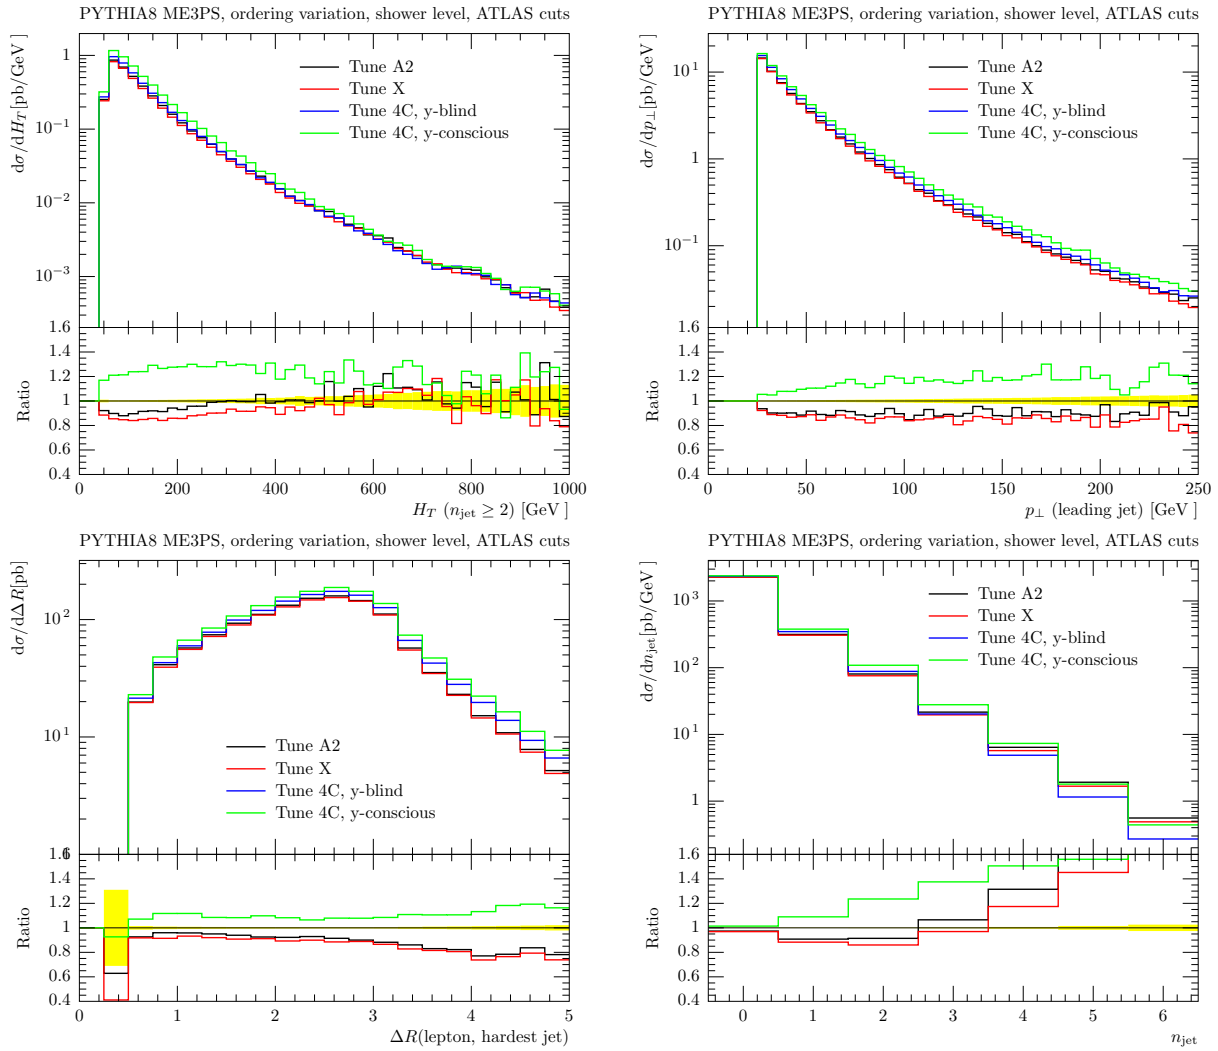 PYTHIA8 ME3PS, ordering variation, shower level, ATLAS cuts
dσ/dH_T [pb/GeV ]
1
10^−1
10^−2
10^−3
Tune A2
Tune X
Tune 4C, y-blind
Tune 4C, y-conscious
Ratio
1.6
1.4
1.2
1.0
0.8
0.6
0.4
0 200 400 600 800 1000
H_T (n_jet ≥ 2) [GeV ]
PYTHIA8 ME3PS, ordering variation, shower level, ATLAS cuts
dσ/dp_⊥ [pb/GeV ]
10^1
1
10^−1
Tune A2
Tune X
Tune 4C, y-blind
Tune 4C, y-conscious
Ratio
1.6
1.4
1.2
1.0
0.8
0.6
0.4
0 50 100 150 200 250
p_⊥ (leading jet) [GeV ]
PYTHIA8 ME3PS, ordering variation, shower level, ATLAS cuts
dσ/dΔR[pb]
10^2
10^1
1
Tune A2
Tune X
Tune 4C, y-blind
Tune 4C, y-conscious
Ratio
1.6
1.4
1.2
1.0
0.8
0.6
0.4
0 1 2 3 4 5
ΔR(lepton, hardest jet)
PYTHIA8 ME3PS, ordering variation, shower level, ATLAS cuts
dσ/dn_jet[pb/GeV ]
10^3
10^2
10^1
1
Tune A2
Tune X
Tune 4C, y-blind
Tune 4C, y-conscious
Ratio
1.6
1.4
1.2
1.0
0.8
0.6
0.4
0 1 2 3 4 5 6
n_jet